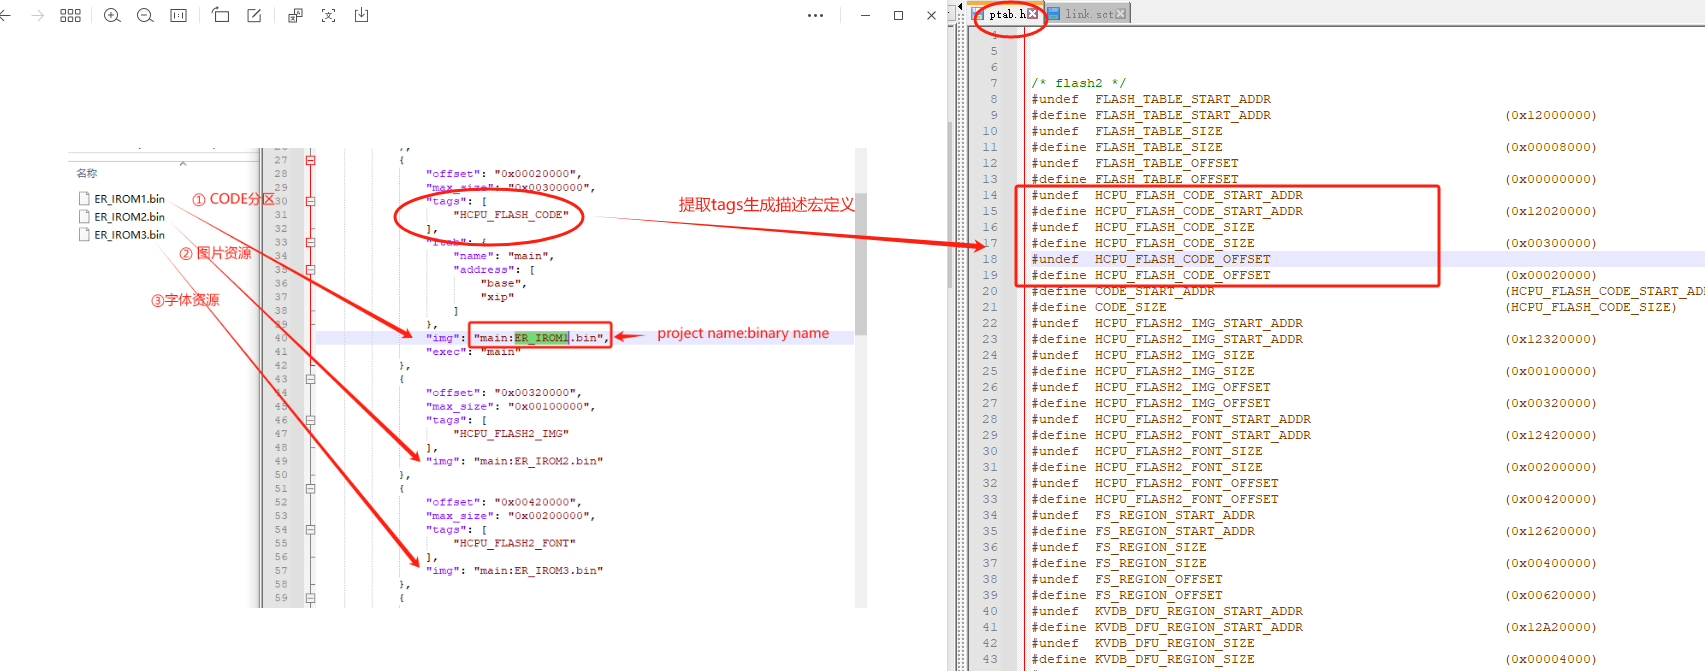 名称
ER_IROM1.bin
ER_IROM2.bin
ER_IROM3.bin
① CODE分区
② 图片资源
③字体资源
27 {
28 "offset": "0x00020000",
29 "max_size": "0x00300000",
30 "tags": [
31 "HCPU_FLASH_CODE"
32 ],
33 "ftab": {
34 "name": "main",
35 "address": [
36 "base",
37 "xip"
38 ]
39 },
40 "img": "main:ER_IROM1.bin",
41 "exec": "main"
42 },
43 {
44 "offset": "0x00320000",
45 "max_size": "0x00100000",
46 "tags": [
47 "HCPU_FLASH2_IMG"
48 ],
49 "img": "main:ER_IROM2.bin"
50 },
51 {
52 "offset": "0x00420000",
53 "max_size": "0x00200000",
54 "tags": [
55 "HCPU_FLASH2_FONT"
56 ],
57 "img": "main:ER_IROM3.bin"
58 },
59 {
project name:binary name
提取tags生成描述宏定义
ptab.h
link.sct
4
5
6
7 /* flash2 */
8 #undef FLASH_TABLE_START_ADDR
9 #define FLASH_TABLE_START_ADDR (0x12000000)
10 #undef FLASH_TABLE_SIZE
11 #define FLASH_TABLE_SIZE (0x00008000)
12 #undef FLASH_TABLE_OFFSET
13 #define FLASH_TABLE_OFFSET (0x00000000)
14 #undef HCPU_FLASH_CODE_START_ADDR
15 #define HCPU_FLASH_CODE_START_ADDR (0x12020000)
16 #undef HCPU_FLASH_CODE_SIZE
17 #define HCPU_FLASH_CODE_SIZE (0x00300000)
18 #undef HCPU_FLASH_CODE_OFFSET
19 #define HCPU_FLASH_CODE_OFFSET (0x00020000)
20 #define CODE_START_ADDR (HCPU_FLASH_CODE_START_AD
21 #define CODE_SIZE (HCPU_FLASH_CODE_SIZE)
22 #undef HCPU_FLASH2_IMG_START_ADDR
23 #define HCPU_FLASH2_IMG_START_ADDR (0x12320000)
24 #undef HCPU_FLASH2_IMG_SIZE
25 #define HCPU_FLASH2_IMG_SIZE (0x00100000)
26 #undef HCPU_FLASH2_IMG_OFFSET
27 #define HCPU_FLASH2_IMG_OFFSET (0x00320000)
28 #undef HCPU_FLASH2_FONT_START_ADDR
29 #define HCPU_FLASH2_FONT_START_ADDR (0x12420000)
30 #undef HCPU_FLASH2_FONT_SIZE
31 #define HCPU_FLASH2_FONT_SIZE (0x00200000)
32 #undef HCPU_FLASH2_FONT_OFFSET
33 #define HCPU_FLASH2_FONT_OFFSET (0x00420000)
34 #undef FS_REGION_START_ADDR
35 #define FS_REGION_START_ADDR (0x12620000)
36 #undef FS_REGION_SIZE
37 #define FS_REGION_SIZE (0x00400000)
38 #undef FS_REGION_OFFSET
39 #define FS_REGION_OFFSET (0x00620000)
40 #undef KVDB_DFU_REGION_START_ADDR
41 #define KVDB_DFU_REGION_START_ADDR (0x12A20000)
42 #undef KVDB_DFU_REGION_SIZE
43 #define KVDB_DFU_REGION_SIZE (0x00004000)